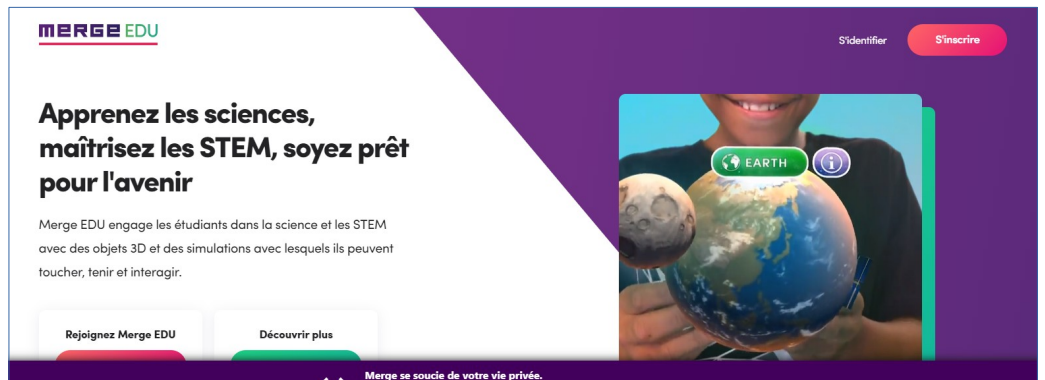 MERGE EDU
S'identifier
S'inscrire
Apprenez les sciences,
maîtrisez les STEM, soyez prêt
pour l'avenir
Merge EDU engage les étudiants dans la science et les STEM
avec des objets 3D et des simulations avec lesquels ils peuvent
toucher, tenir et interagir.
EARTH
i
Rejoignez Merge EDU
Découvrir plus
Merge se soucie de votre vie privée.